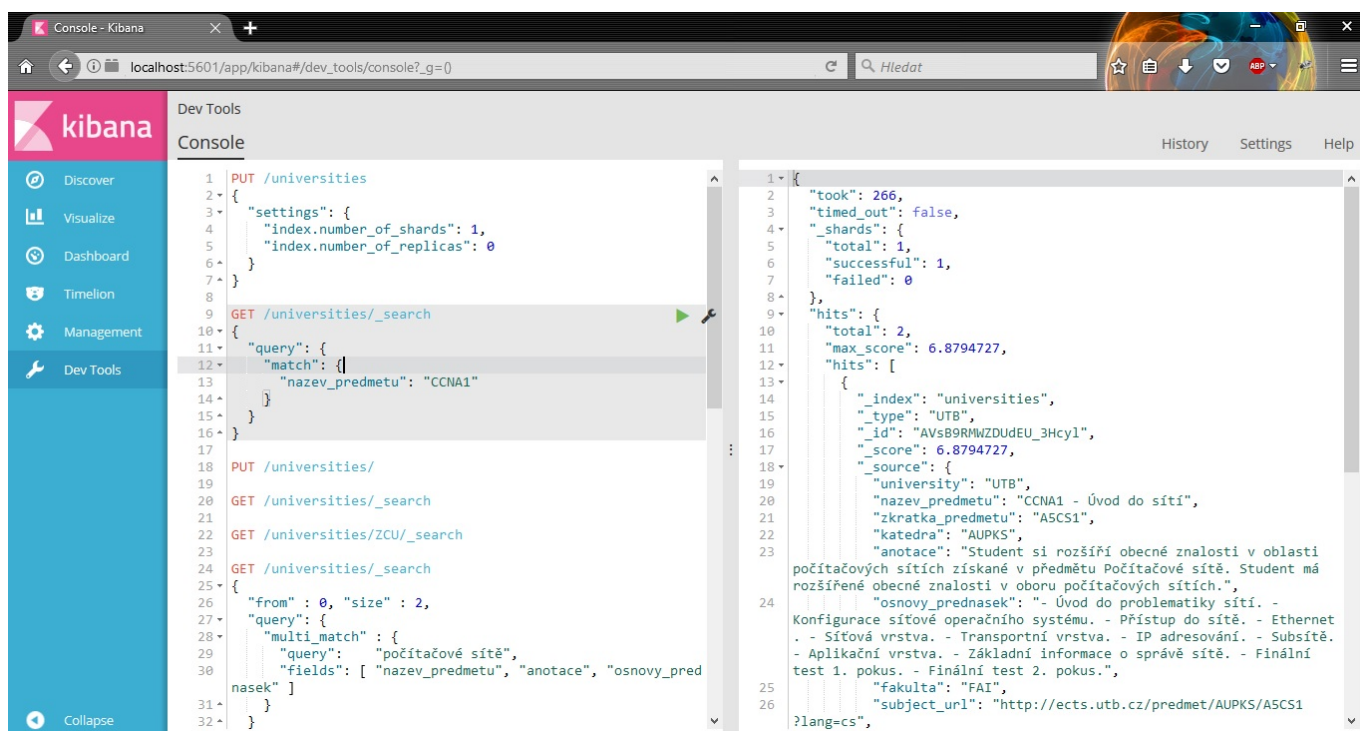 Console - Kibana
localhost:5601/app/kibana#/dev_tools/console?_g=()
Hledat
ABP
kibana
Discover
Visualize
Dashboard
Timelion
Management
Dev Tools
Collapse
Dev Tools
Console
History Settings Help
1 PUT /universities
2 {
3 "settings": {
4 "index.number_of_shards": 1,
5 "index.number_of_replicas": 0
6 }
7 }
8
9 GET /universities/_search
10 {
11 "query": {
12 "match": {
13 "nazev_predmetu": "CCNA1"
14 }
15 }
16 }
17
18 PUT /universities/
19
20 GET /universities/_search
21
22 GET /universities/ZCU/_search
23
24 GET /universities/_search
25 {
26 "from" : 0, "size" : 2,
27 "query": {
28 "multi_match" : {
29 "query": "počítačové sítě",
30 "fields": [ "nazev_predmetu", "anotace", "osnovy_pred
nasek" ]
31 }
32 }
1 {
2 "took": 266,
3 "timed_out": false,
4 "_shards": {
5 "total": 1,
6 "successful": 1,
7 "failed": 0
8 },
9 "hits": {
10 "total": 2,
11 "max_score": 6.8794727,
12 "hits": [
13 {
14 "_index": "universities",
15 "_type": "UTB",
16 "_id": "AVsB9RMWZDUdEU_3Hcyl",
17 "_score": 6.8794727,
18 "_source": {
19 "university": "UTB",
20 "nazev_predmetu": "CCNA1 - Úvod do sítí",
21 "zkratka_predmetu": "A5CS1",
22 "katedra": "AUPKS",
23 "anotace": "Student si rozšíří obecné znalosti v oblasti
počítačových sítích získané v předmětu Počítačové sítě. Student má
rozšířené obecné znalosti v oboru počítačových sítích.",
24 "osnovy_prednasek": "- Úvod do problematiky sítí. -
Konfigurace síťové operačního systému. - Přístup do sítě. - Ethernet
. - Síťová vrstva. - Transportní vrstva. - IP adresování. - Subsítě.
- Aplikační vrstva. - Základní informace o správě sítě. - Finální
test 1. pokus. - Finální test 2. pokus.",
25 "fakulta": "FAI",
26 "subject_url": "http://ects.utb.cz/predmet/AUPKS/A5CS1
?lang=cs",